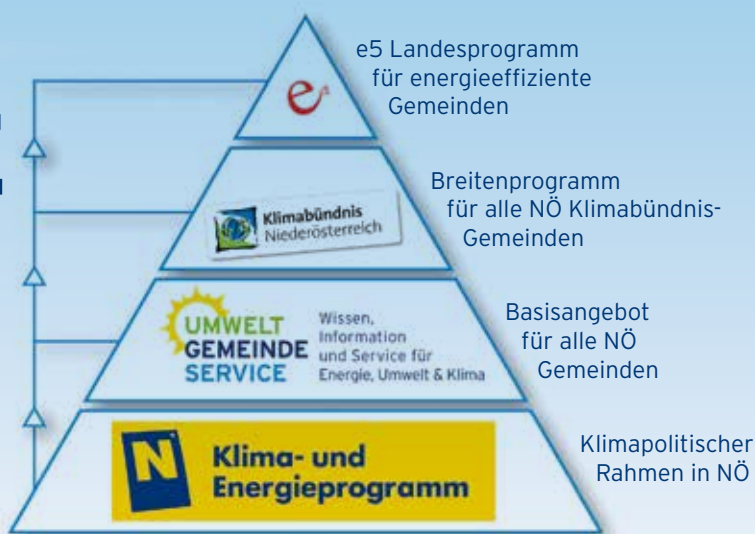 e5 Landesprogramm
für energieeffiziente
Gemeinden
e5
Klimabündnis
Niederösterreich
Breitenprogramm
für alle NÖ Klimabündnis-
Gemeinden
UMWELT
GEMEINDE
SERVICE
Wissen,
Information
und Service für
Energie, Umwelt & Klima
Basisangebot
für alle NÖ
Gemeinden
N
Klima- und
Energieprogramm
Klimapolitischer
Rahmen in NÖ